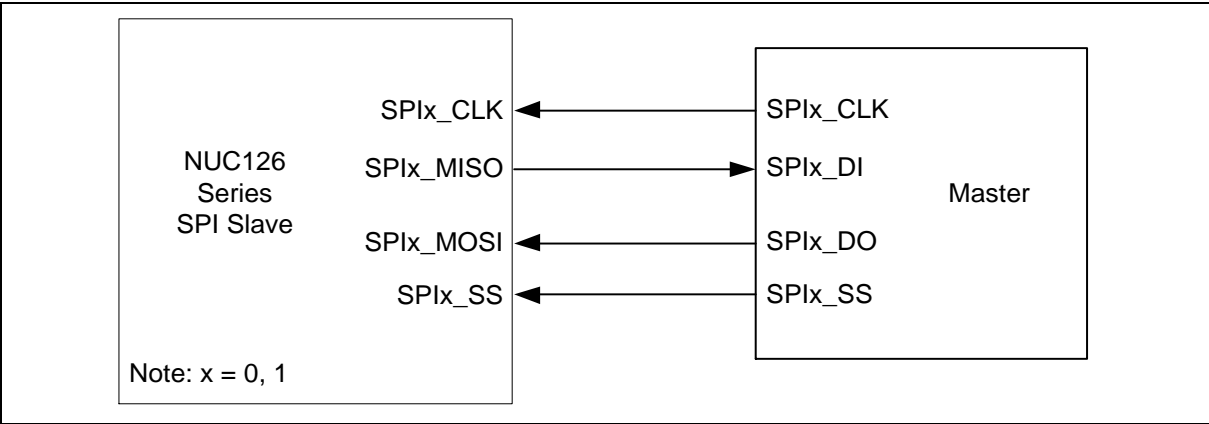 SPIx_CLK
SPIx_CLK
NUC126
Series
SPI Slave
SPIx_MISO
SPIx_DI
Master
SPIx_MOSI
SPIx_DO
SPIx_SS
SPIx_SS
Note: x = 0, 1